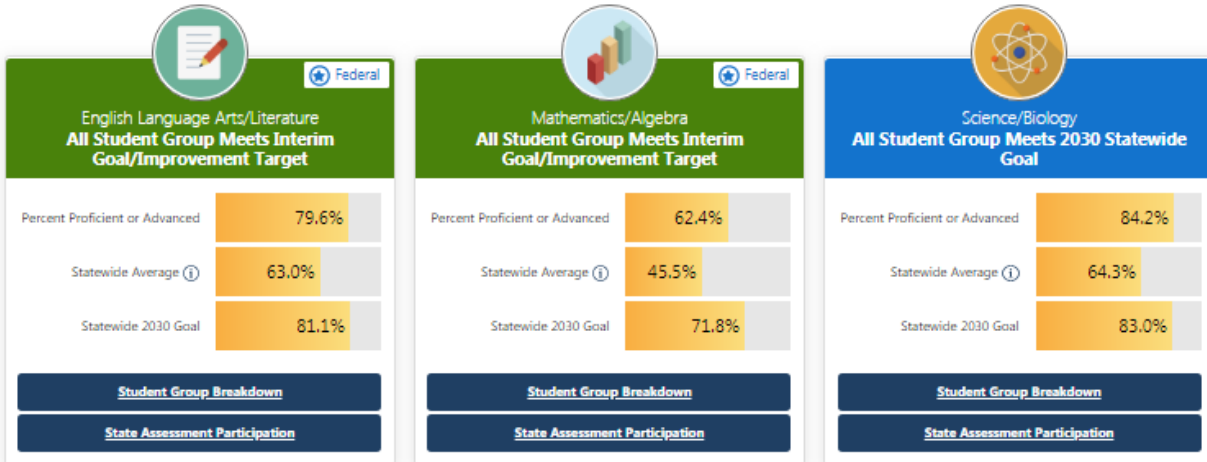 Federal
English Language Arts/Literature
All Student Group Meets Interim
Goal/Improvement Target
Percent Proficient or Advanced
79.6%
Statewide Average
63.0%
Statewide 2030 Goal
81.1%
Student Group Breakdown
State Assessment Participation
Federal
Mathematics/Algebra
All Student Group Meets Interim
Goal/Improvement Target
Percent Proficient or Advanced
62.4%
Statewide Average
45.5%
Statewide 2030 Goal
71.8%
Student Group Breakdown
State Assessment Participation
Science/Biology
All Student Group Meets 2030 Statewide
Goal
Percent Proficient or Advanced
84.2%
Statewide Average
64.3%
Statewide 2030 Goal
83.0%
Student Group Breakdown
State Assessment Participation